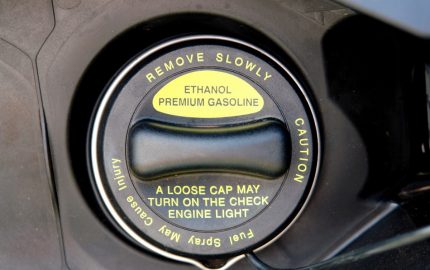 REMOVE SLOWLY
ETHANOL
PREMIUM GASOLINE
CAUTION
A LOOSE CAP MAY
TURN ON THE CHECK
ENGINE LIGHT
Fuel Spray May Cause Injury